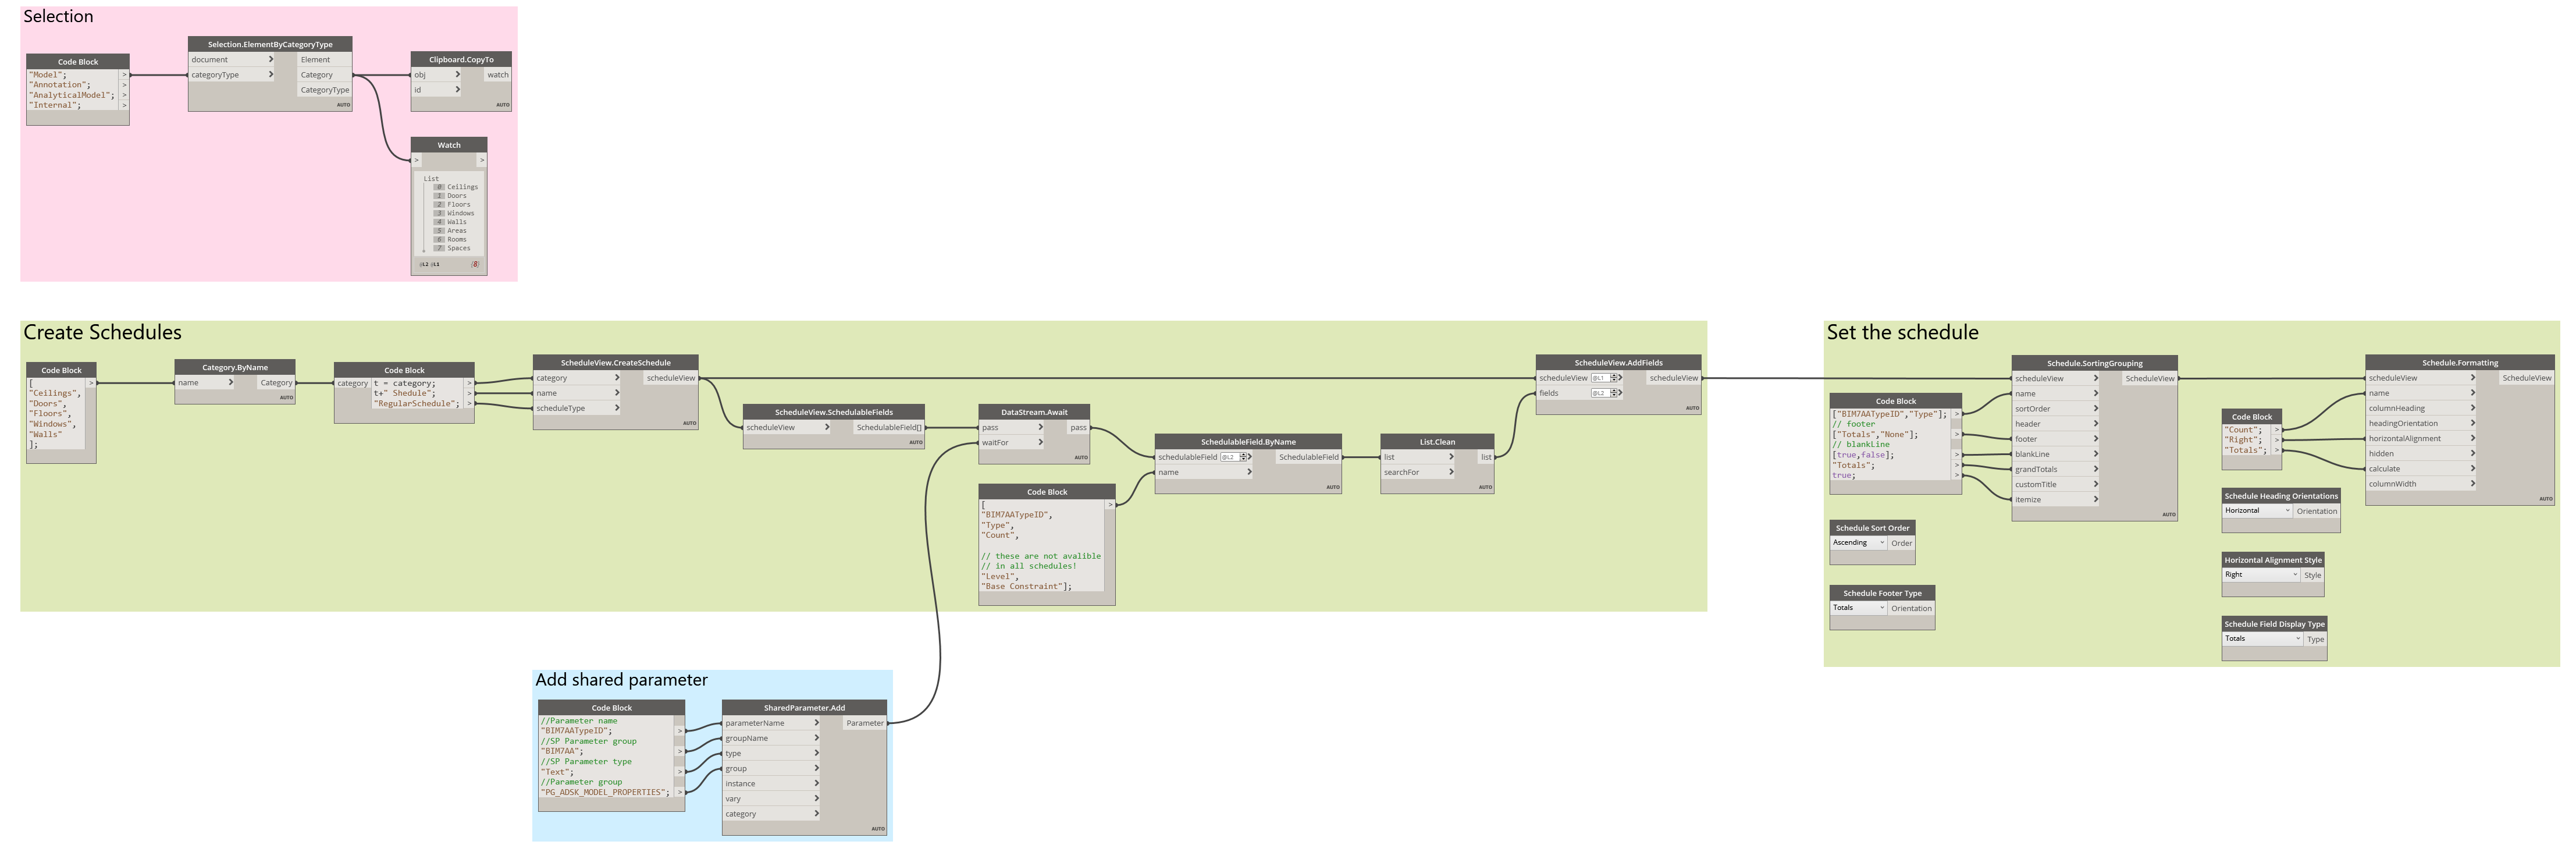 Selection
Code Block
"Model";
"Annotation";
"AnalyticalModel";
"Internal";
Selection.ElementByCategoryType
document
categoryType
Element
Category
CategoryType
AUTO
Clipboard.CopyTo
obj
id
watch
AUTO
Watch
List
0 Ceilings
1 Doors
2 Floors
3 Windows
4 Walls
5 Areas
6 Rooms
7 Spaces
@L2 @L1
{8}
Create Schedules
Code Block
[
"Ceilings",
"Doors",
"Floors",
"Windows",
"Walls"
];
Category.ByName
name
Category
AUTO
Code Block
category
t = category;
t+" Shedule";
"RegularSchedule";
ScheduleView.CreateSchedule
category
name
scheduleType
scheduleView
AUTO
ScheduleView.SchedulableFields
scheduleView
SchedulableField[]
AUTO
DataStream.Await
pass
waitFor
pass
AUTO
Code Block
[
"BIM7AATypeID",
"Type",
"Count",
// these are not avalible
// in all schedules!
"Level",
"Base Constraint"];
SchedulableField.ByName
schedulableField @L2
name
SchedulableField
AUTO
List.Clean
list
searchFor
list
AUTO
ScheduleView.AddFields
scheduleView @L1
fields @L2
scheduleView
AUTO
Set the schedule
Code Block
["BIM7AATypeID","Type"];
// footer
["Totals","None"];
// blankLine
[true,false];
"Totals";
true;
Schedule Sort Order
Ascending
Order
Schedule Footer Type
Totals
Orientation
Schedule.SortingGrouping
scheduleView
name
sortOrder
header
footer
blankLine
grandTotals
customTitle
itemize
ScheduleView
AUTO
Code Block
"Count";
"Right";
"Totals";
Schedule Heading Orientations
Horizontal
Orientation
Horizontal Alignment Style
Right
Style
Schedule Field Display Type
Totals
Type
Schedule.Formatting
scheduleView
name
columnHeading
headingOrientation
horizontalAlignment
hidden
calculate
columnWidth
ScheduleView
AUTO
Add shared parameter
Code Block
//Parameter name
"BIM7AATypeID";
//SP Parameter group
"BIM7AA";
//SP Parameter type
"Text";
//Parameter group
"PG_ADSK_MODEL_PROPERTIES";
SharedParameter.Add
parameterName
groupName
type
group
instance
vary
category
Parameter
AUTO